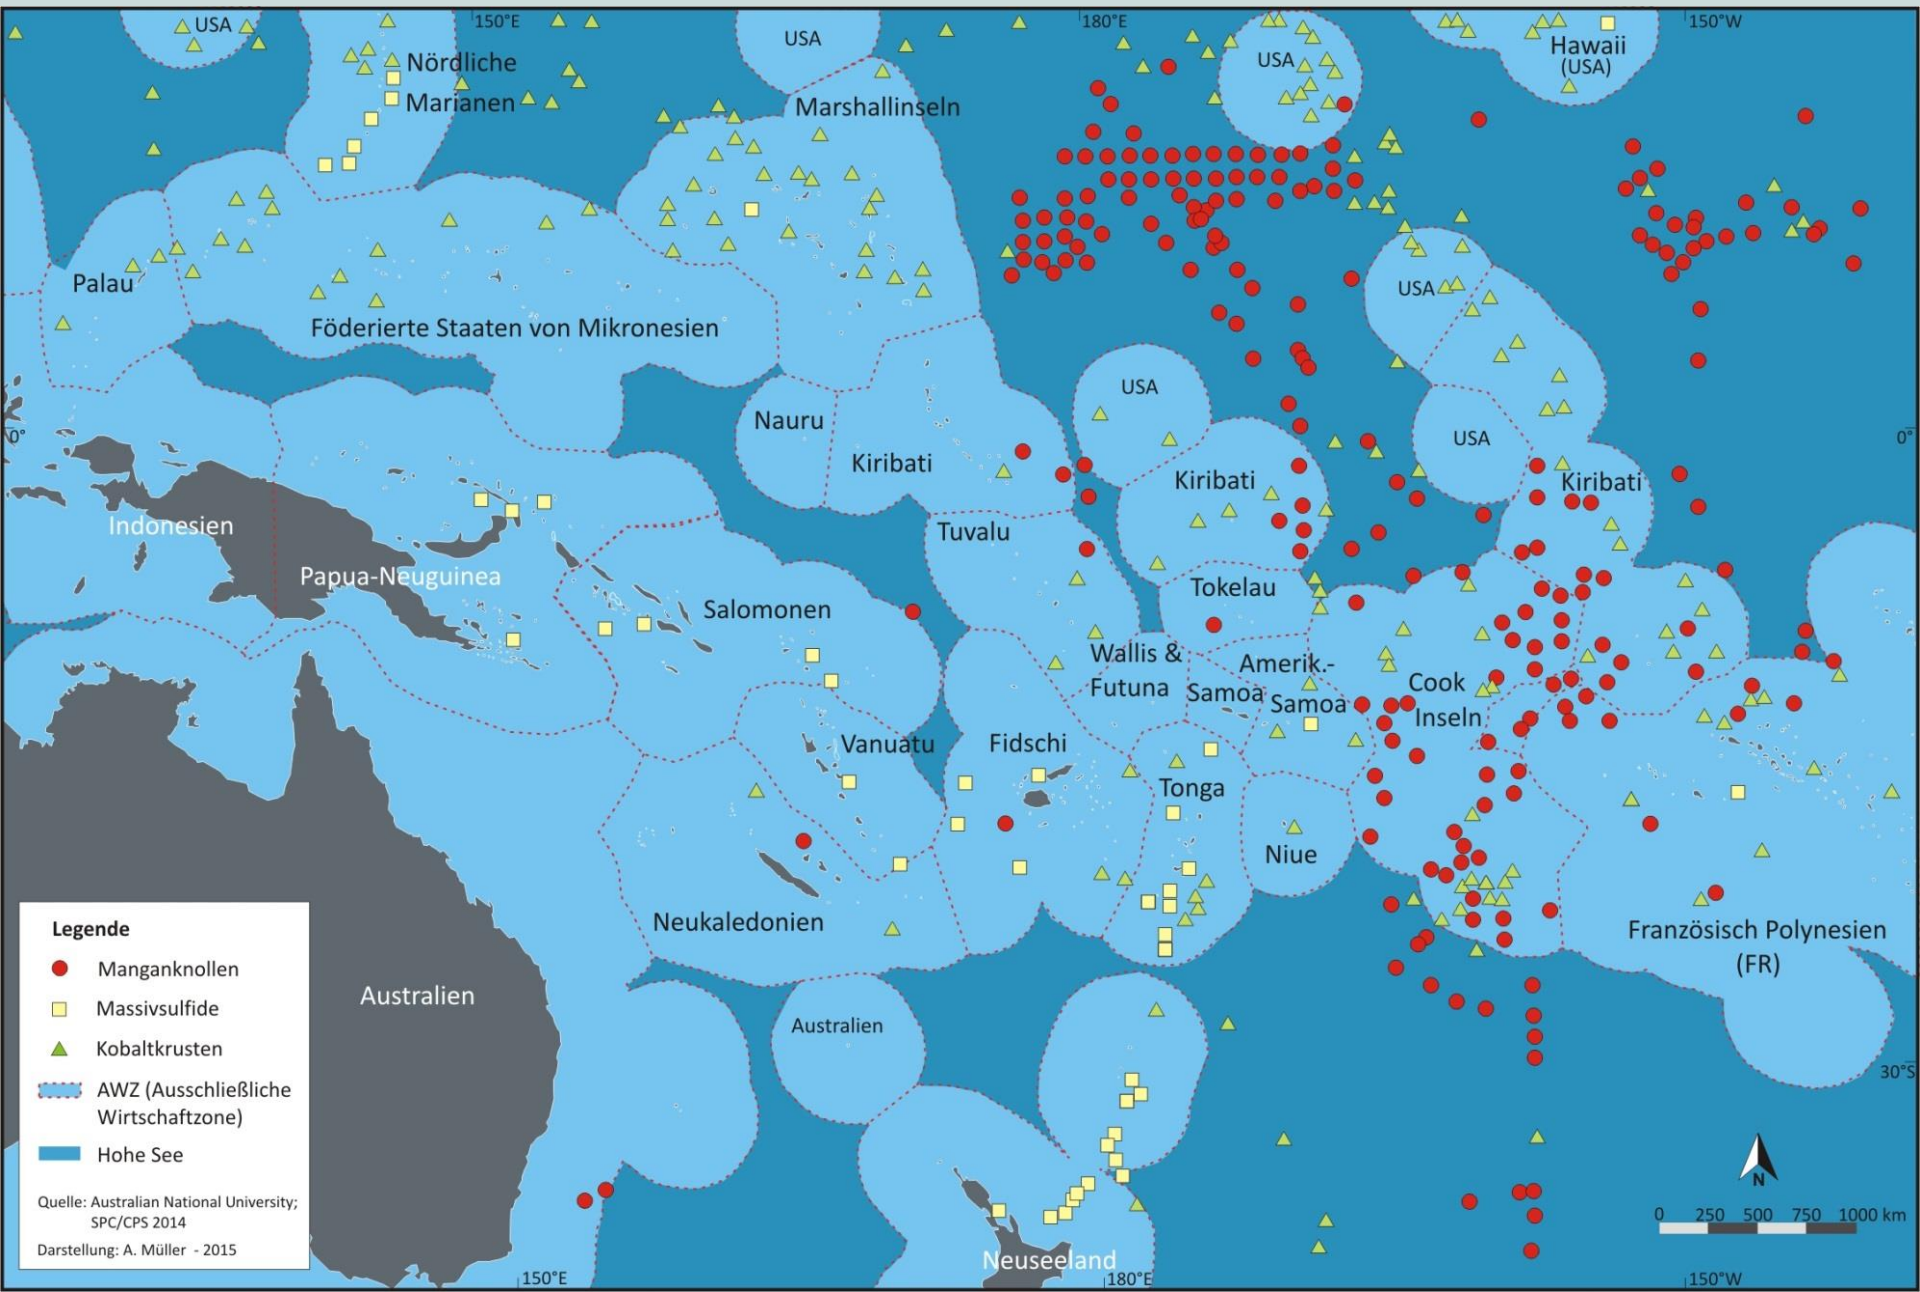 150°E
180°E
150°W
USA
USA
USA
Hawaii
(USA)
Nördliche
Marianen
Marshallinseln
Palau
Föderierte Staaten von Mikronesien
USA
USA
Nauru
Kiribati
USA
0°
0°
Kiribati
Kiribati
Indonesien
Tuvalu
Papua-Neuguinea
Salomonen
Tokelau
Wallis &
Futuna
Samoa
Amerik.-
Samoa
Cook
Inseln
Vanuatu
Fidschi
Tonga
Niue
Neukaledonien
Französisch Polynesien
(FR)
Australien
Australien
30°S
Neuseeland
Legende
Manganknollen
Massivsulfide
Kobaltkrusten
AWZ (Ausschließliche
Wirtschaftzone)
Hohe See
Quelle: Australian National University;
SPC/CPS 2014
Darstellung: A. Müller - 2015
N
0 250 500 750 1000 km
150°E
180°E
150°W